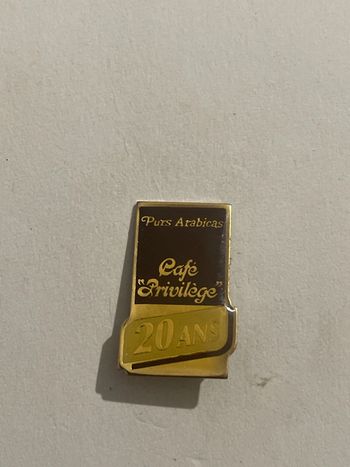 Purs Arabicas
Café
"Privilège"
20 ANS